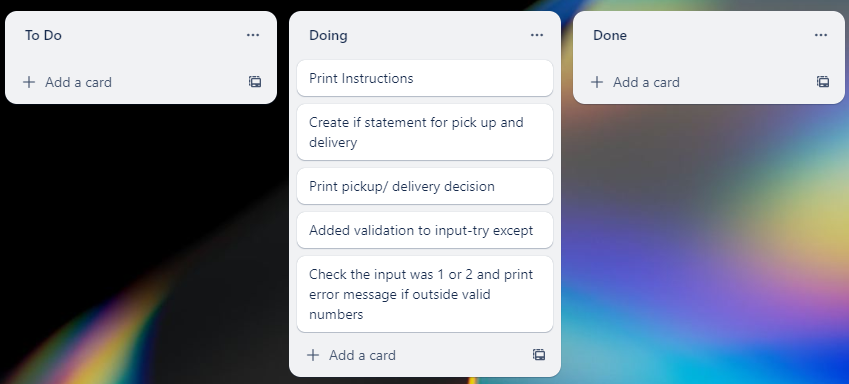 To Do
Add a card
Doing
Print Instructions
Create if statement for pick up and
delivery
Print pickup/ delivery decision
Added validation to input-try except
Check the input was 1 or 2 and print
error message if outside valid
numbers
Add a card
Done
Add a card